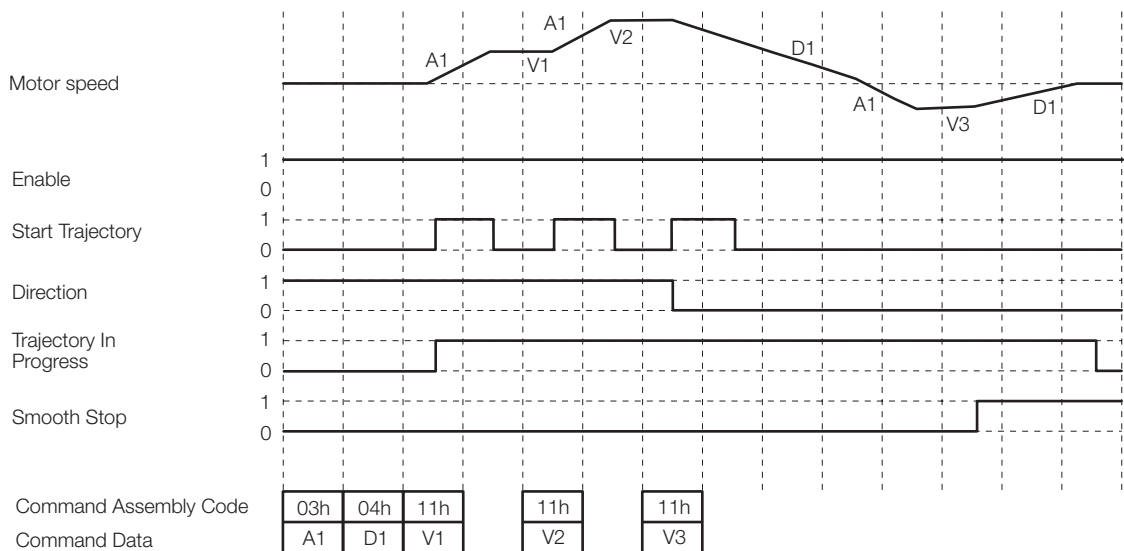 A1
V2
A1
V1
D1
Motor speed
A1
V3
D1
1
Enable
0
1
Start Trajectory
0
1
Direction
0
Trajectory In
Progress
1
0
1
Smooth Stop
0
Command Assembly Code 03h 04h 11h 11h 11h
Command Data A1 D1 V1 V2 V3